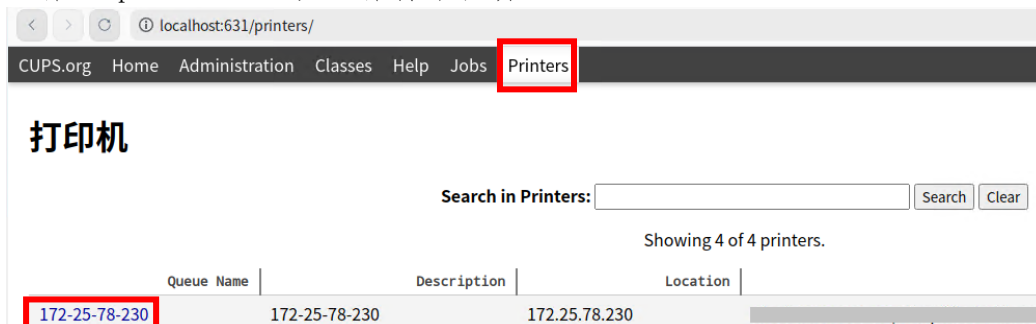 localhost:631/printers/
CUPS.org Home Administration Classes Help Jobs Printers
打印机
Search in Printers: Search Clear
Showing 4 of 4 printers.
Queue Name Description Location
172-25-78-230 172-25-78-230 172.25.78.230